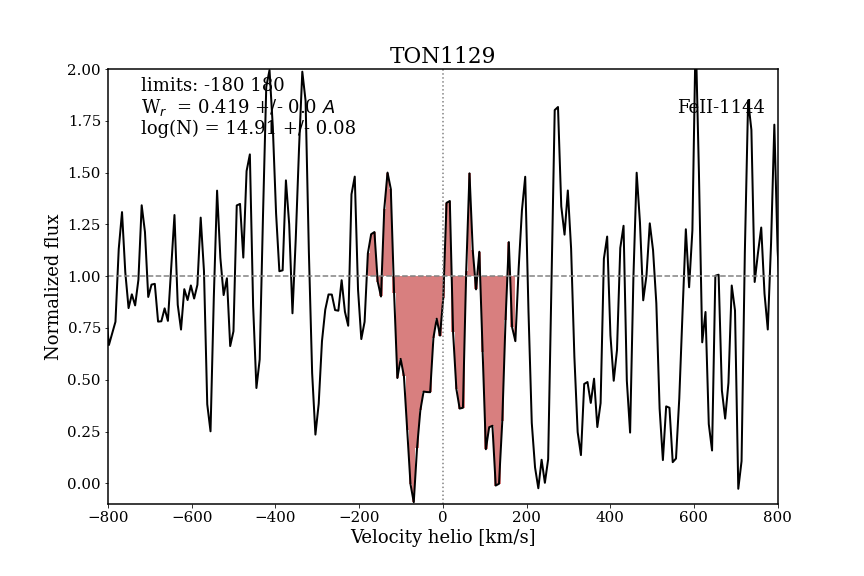 TON1129
limits: -180 180
Wr = 0.419 +/- 0.0 A
FeII-1144
log(N) = 14.91 +/- 0.08
Normalized flux
2.00
1.75
1.50
1.25
1.00
0.75
0.50
0.25
0.00
−800 −600 −400 −200 0 200 400 600 800
Velocity helio [km/s]